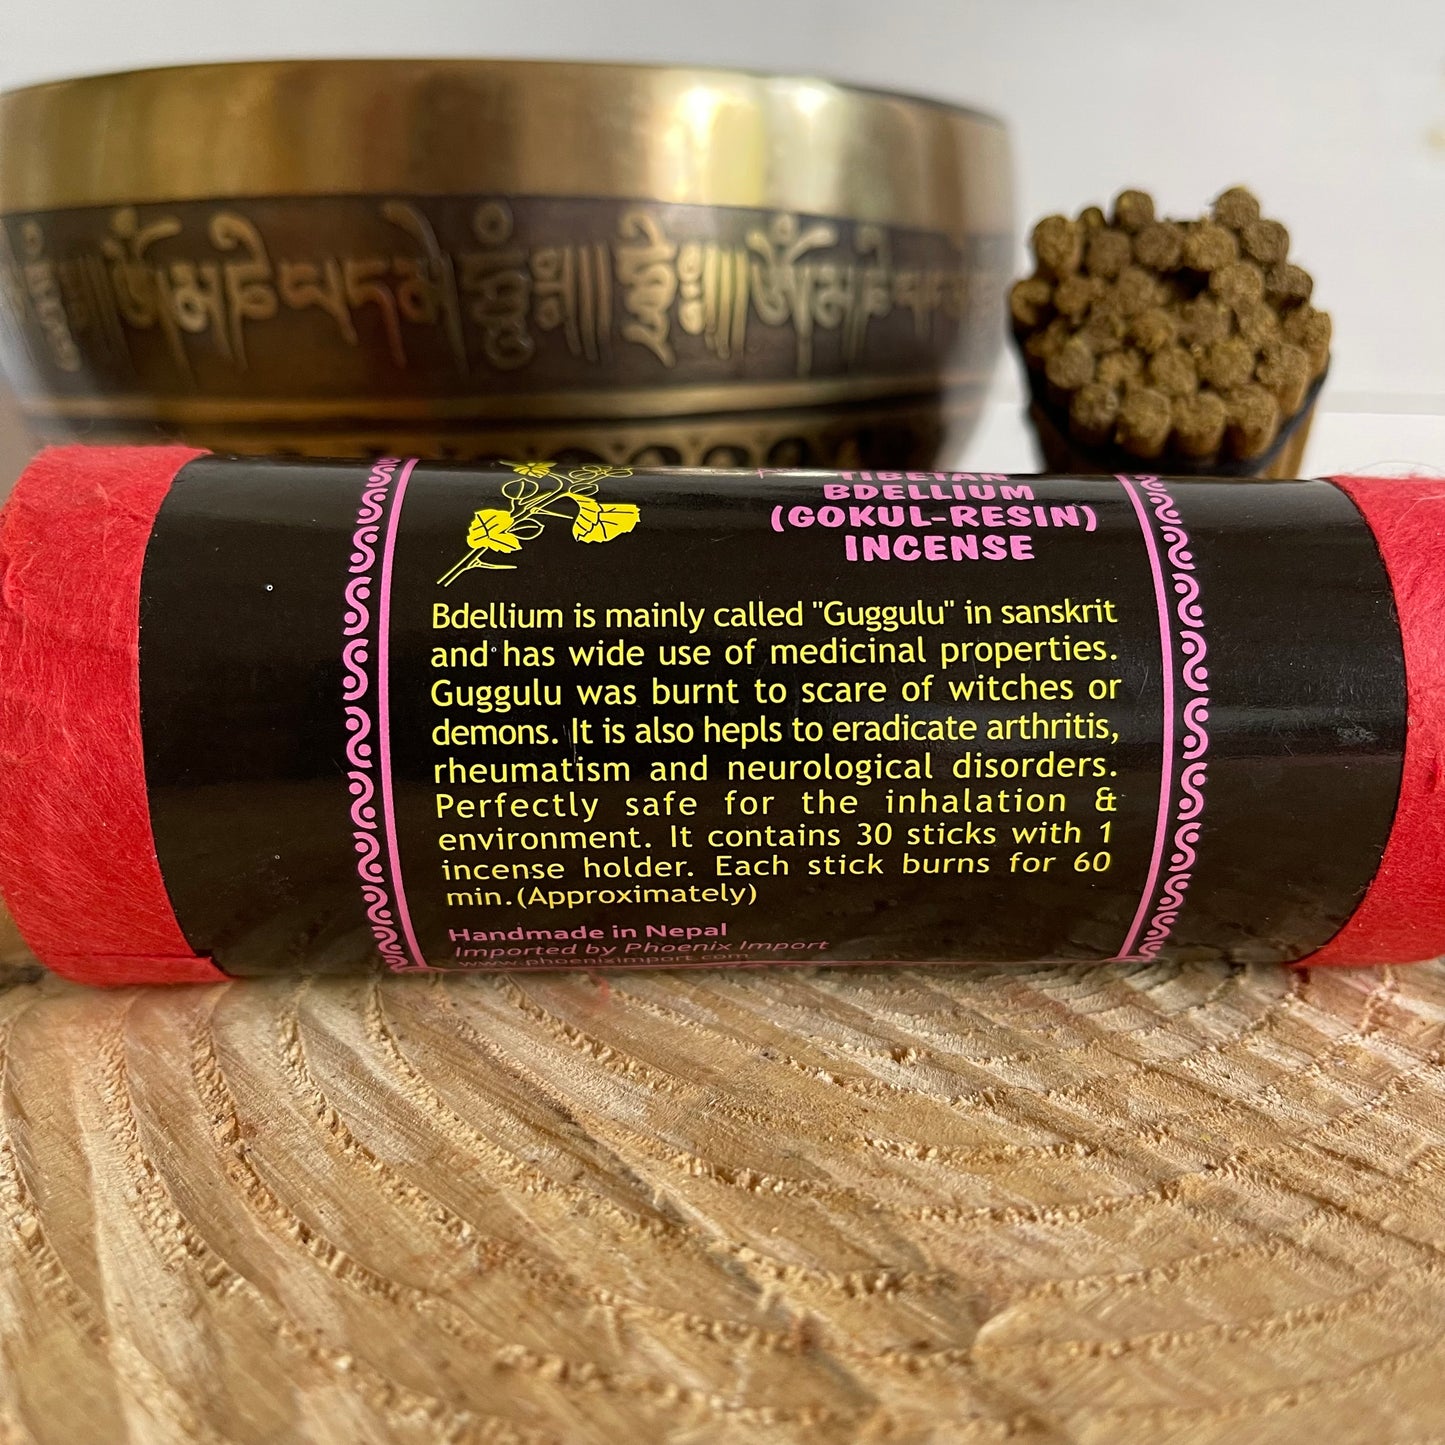 TIBETAN
BDELLIUM
(GOKUL-RESIN)
INCENSE
Bdellium is mainly called "Guggulu" in sanskrit
and has wide use of medicinal properties.
Guggulu was burnt to scare of witches or
demons. It is also hepls to eradicate arthritis,
rheumatism and neurological disorders.
Perfectly safe for the inhalation &
environment. It contains 30 sticks with 1
incense holder. Each stick burns for 60
min.(Approximately)
Handmade in Nepal
Imported by Phoenix Import
www.phoeniximport.com